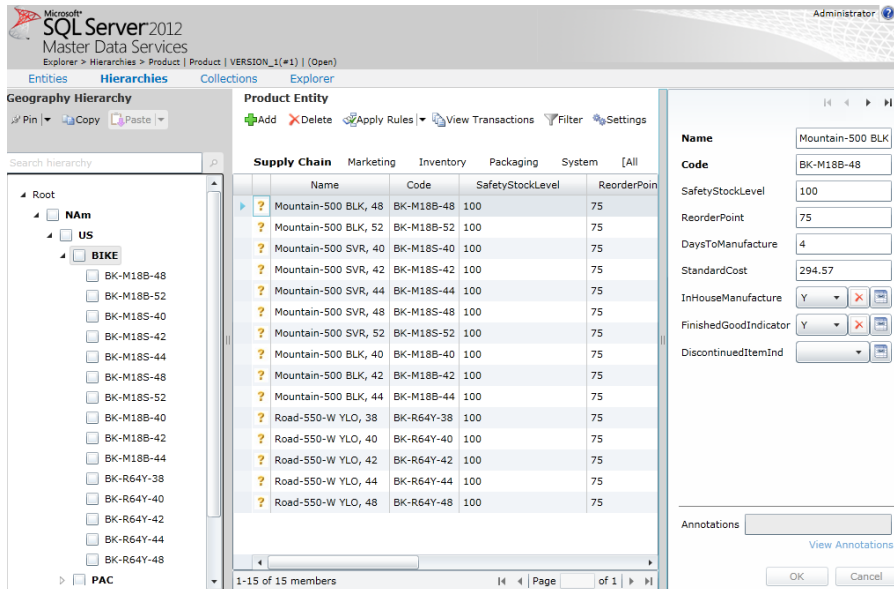 Microsoft®
SQL Server 2012
Master Data Services
Administrator ?
Explorer > Hierarchies > Product | Product | VERSION_1(#1) | (Open)
Entities Hierarchies Collections Explorer
Geography Hierarchy
Pin Copy Paste
Search hierarchy
Root
NAm
US
BIKE
BK-M18B-48
BK-M18B-52
BK-M18S-40
BK-M18S-42
BK-M18S-44
BK-M18S-48
BK-M18S-52
BK-M18B-40
BK-M18B-42
BK-M18B-44
BK-R64Y-38
BK-R64Y-40
BK-R64Y-42
BK-R64Y-44
BK-R64Y-48
PAC
Product Entity
Add Delete Apply Rules View Transactions Filter Settings
Supply Chain Marketing Inventory Packaging System [All
Name Code SafetyStockLevel ReorderPoin
? Mountain-500 BLK, 48 BK-M18B-48 100 75
? Mountain-500 BLK, 52 BK-M18B-52 100 75
? Mountain-500 SVR, 40 BK-M18S-40 100 75
? Mountain-500 SVR, 42 BK-M18S-42 100 75
? Mountain-500 SVR, 44 BK-M18S-44 100 75
? Mountain-500 SVR, 48 BK-M18S-48 100 75
? Mountain-500 SVR, 52 BK-M18S-52 100 75
? Mountain-500 BLK, 40 BK-M18B-40 100 75
? Mountain-500 BLK, 42 BK-M18B-42 100 75
? Mountain-500 BLK, 44 BK-M18B-44 100 75
? Road-550-W YLO, 38 BK-R64Y-38 100 75
? Road-550-W YLO, 40 BK-R64Y-40 100 75
? Road-550-W YLO, 42 BK-R64Y-42 100 75
? Road-550-W YLO, 44 BK-R64Y-44 100 75
? Road-550-W YLO, 48 BK-R64Y-48 100 75
1-15 of 15 members Page of 1
Name Mountain-500 BLK
Code BK-M18B-48
SafetyStockLevel 100
ReorderPoint 75
DaysToManufacture 4
StandardCost 294.57
InHouseManufacture Y
FinishedGoodIndicator Y
DiscontinuedItemInd
Annotations
View Annotations
OK Cancel